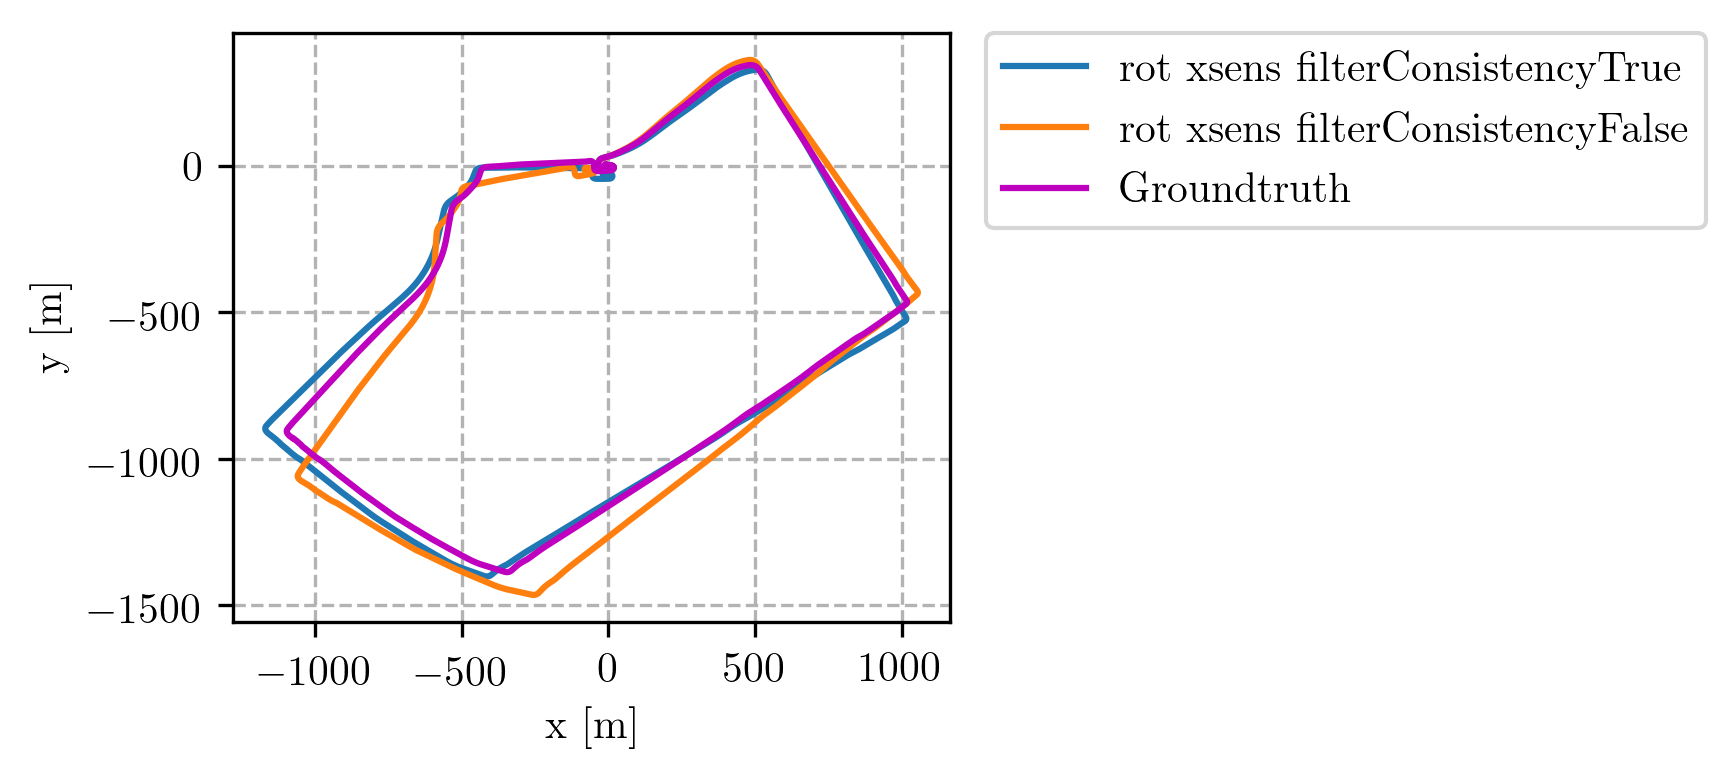 rot xsens filterConsistencyTrue
rot xsens filterConsistencyFalse
Groundtruth
0
−500
−1000
−1500
y [m]
−1000 −500 0 500 1000
x [m]